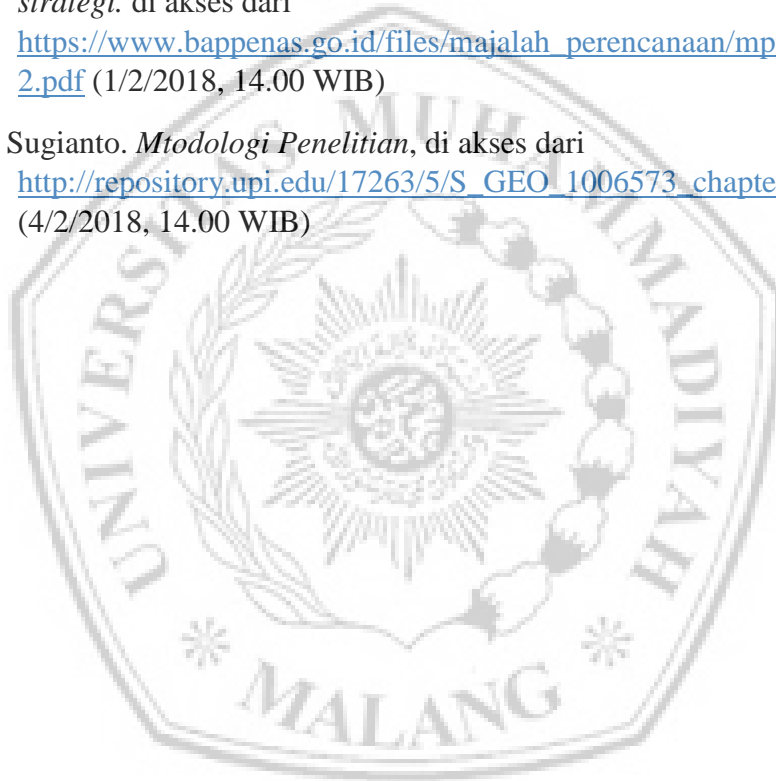 strategi. di akses dari
https://www.bappenas.go.id/files/majalah_perencanaan/mp
2.pdf (1/2/2018, 14.00 WIB)
Sugianto. Mtodologi Penelitian, di akses dari
http://repository.upi.edu/17263/5/S_GEO_1006573_chapte
(4/2/2018, 14.00 WIB)
UNIVERSITAS MUHAMMADIYAH
MALANG